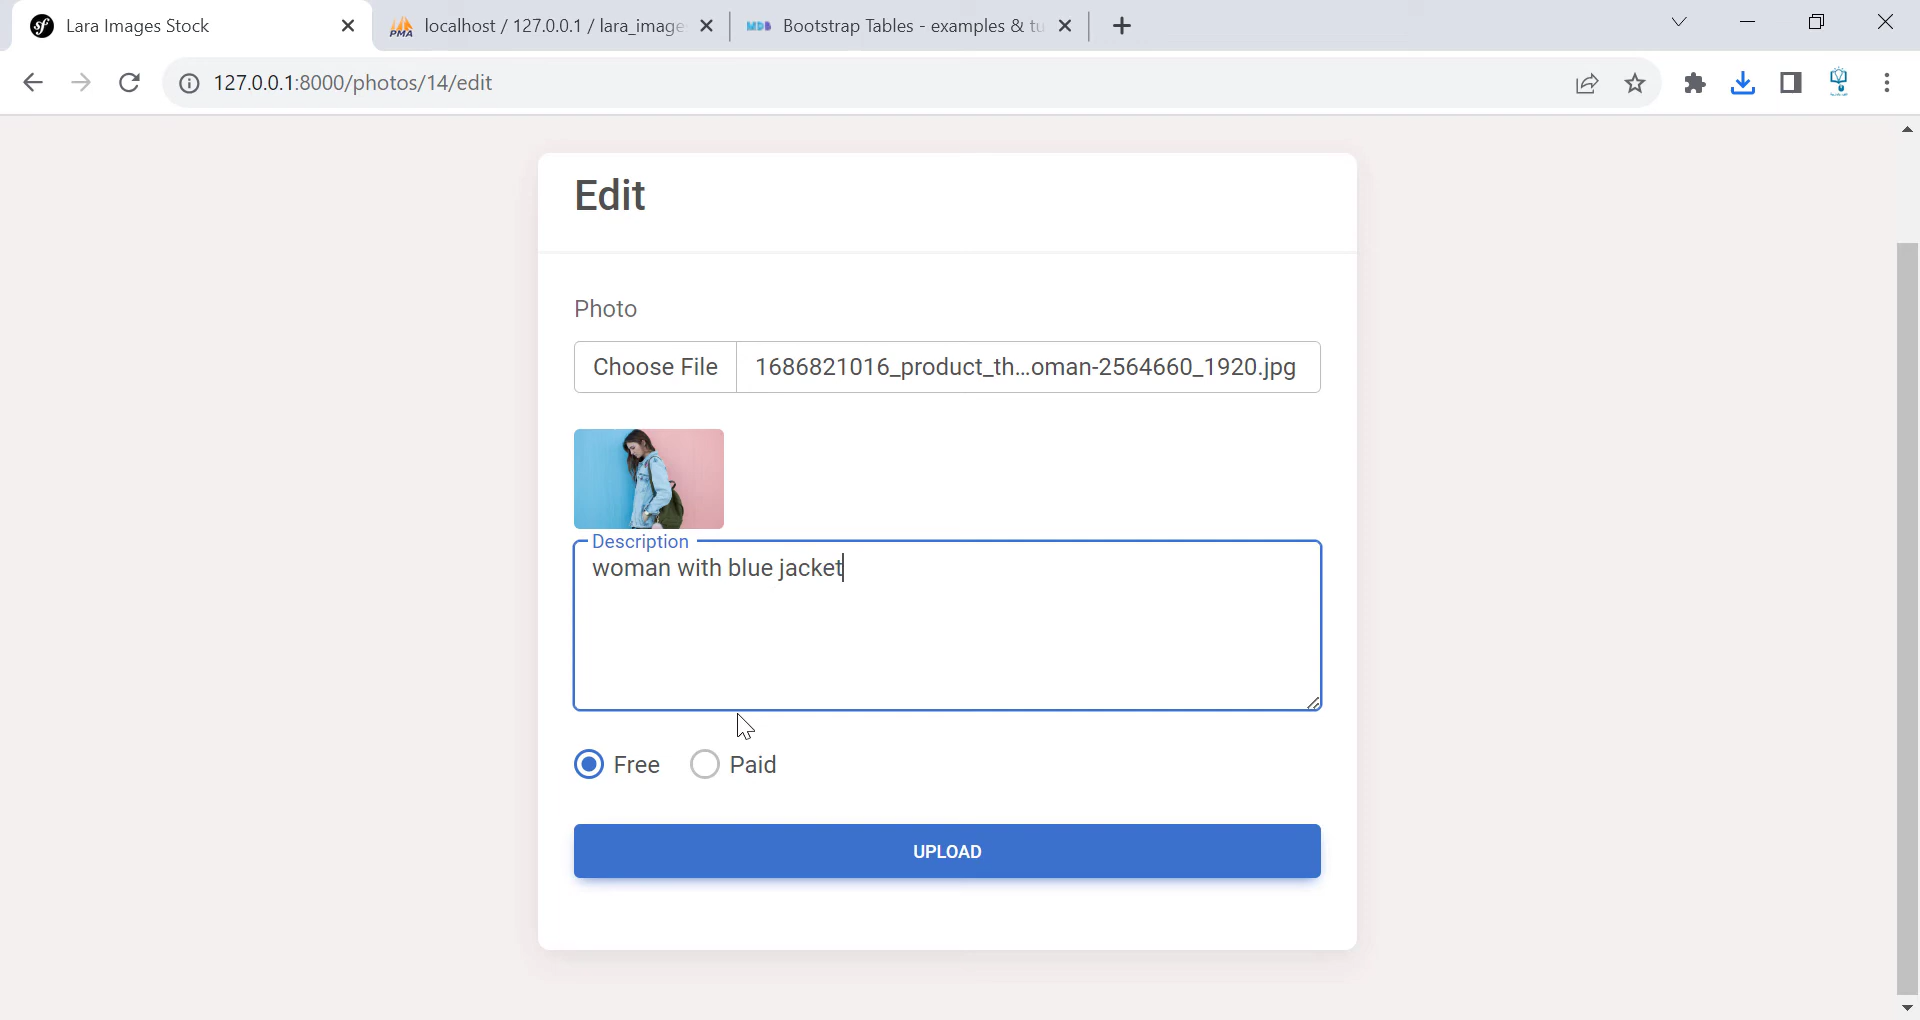 Lara Images Stock
localhost / 127.0.0.1 / lara_image
Bootstrap Tables - examples & tu
127.0.0.1:8000/photos/14/edit
Edit
Photo
Choose File
1686821016_product_th...oman-2564660_1920.jpg
Description
woman with blue jacket
Free
Paid
UPLOAD